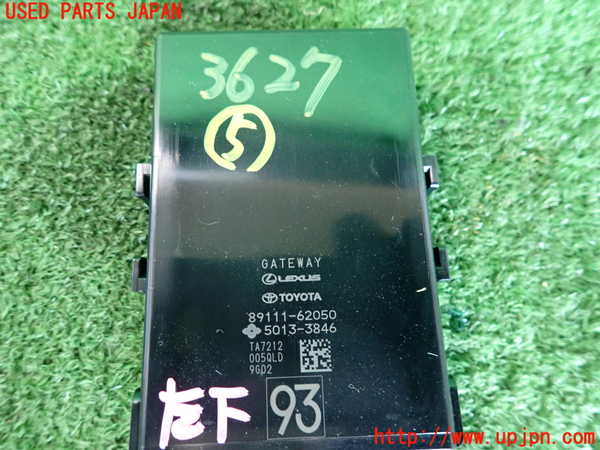 USED PARTS JAPAN
3627
5
GATEWAY
LEXUS
TOYOTA
89111-62050
5013-3846
TA7212
005QLD
9G02
93
左下
http://www.upjpn.com